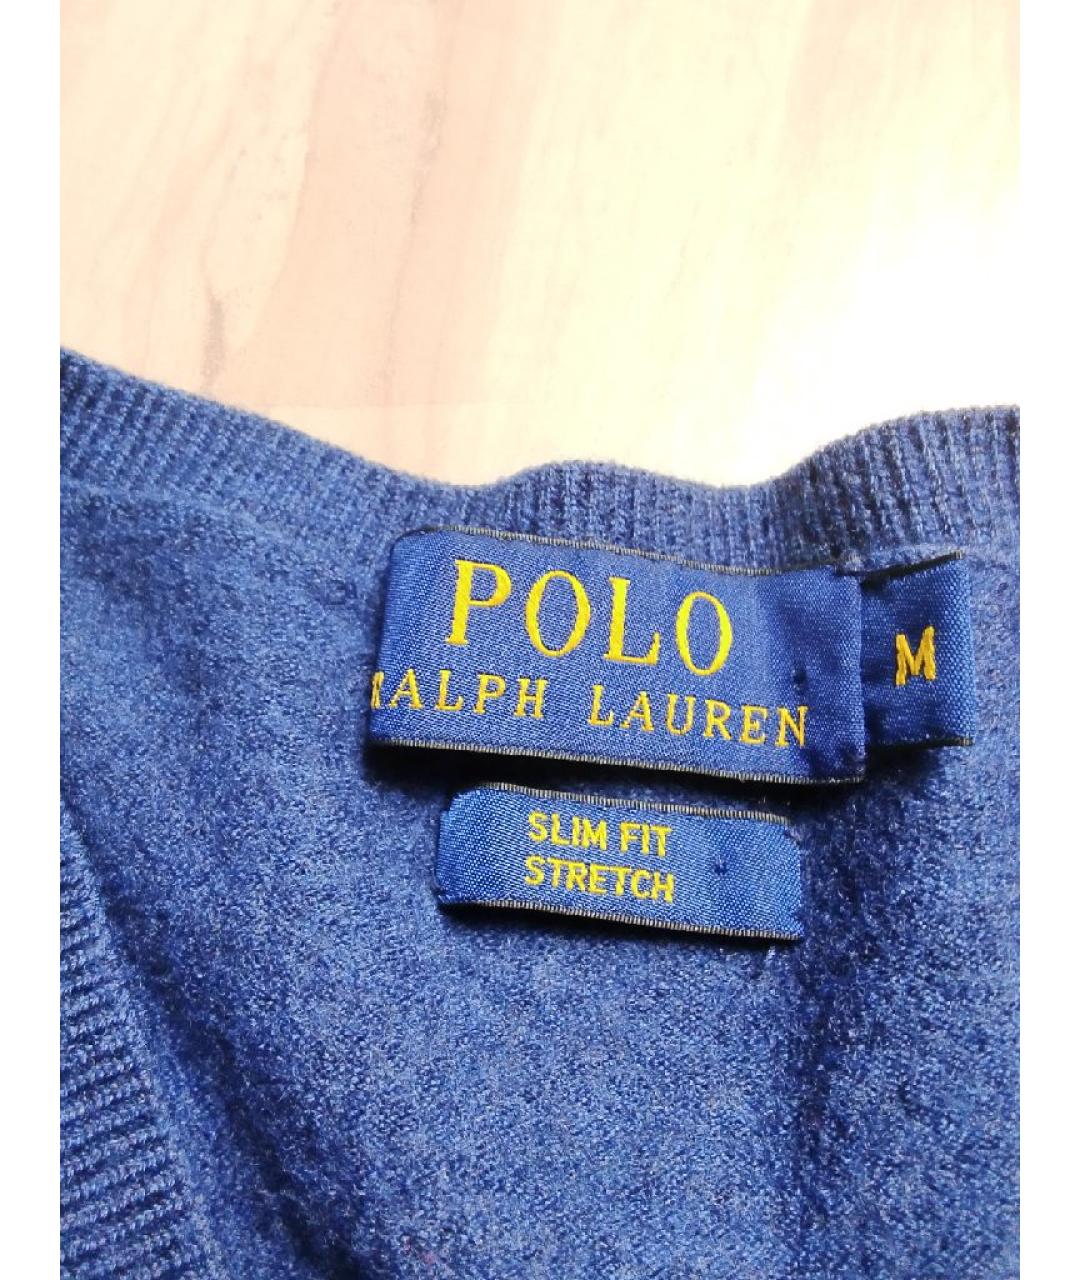 POLO
RALPH LAUREN
M
SLIM FIT
STRETCH